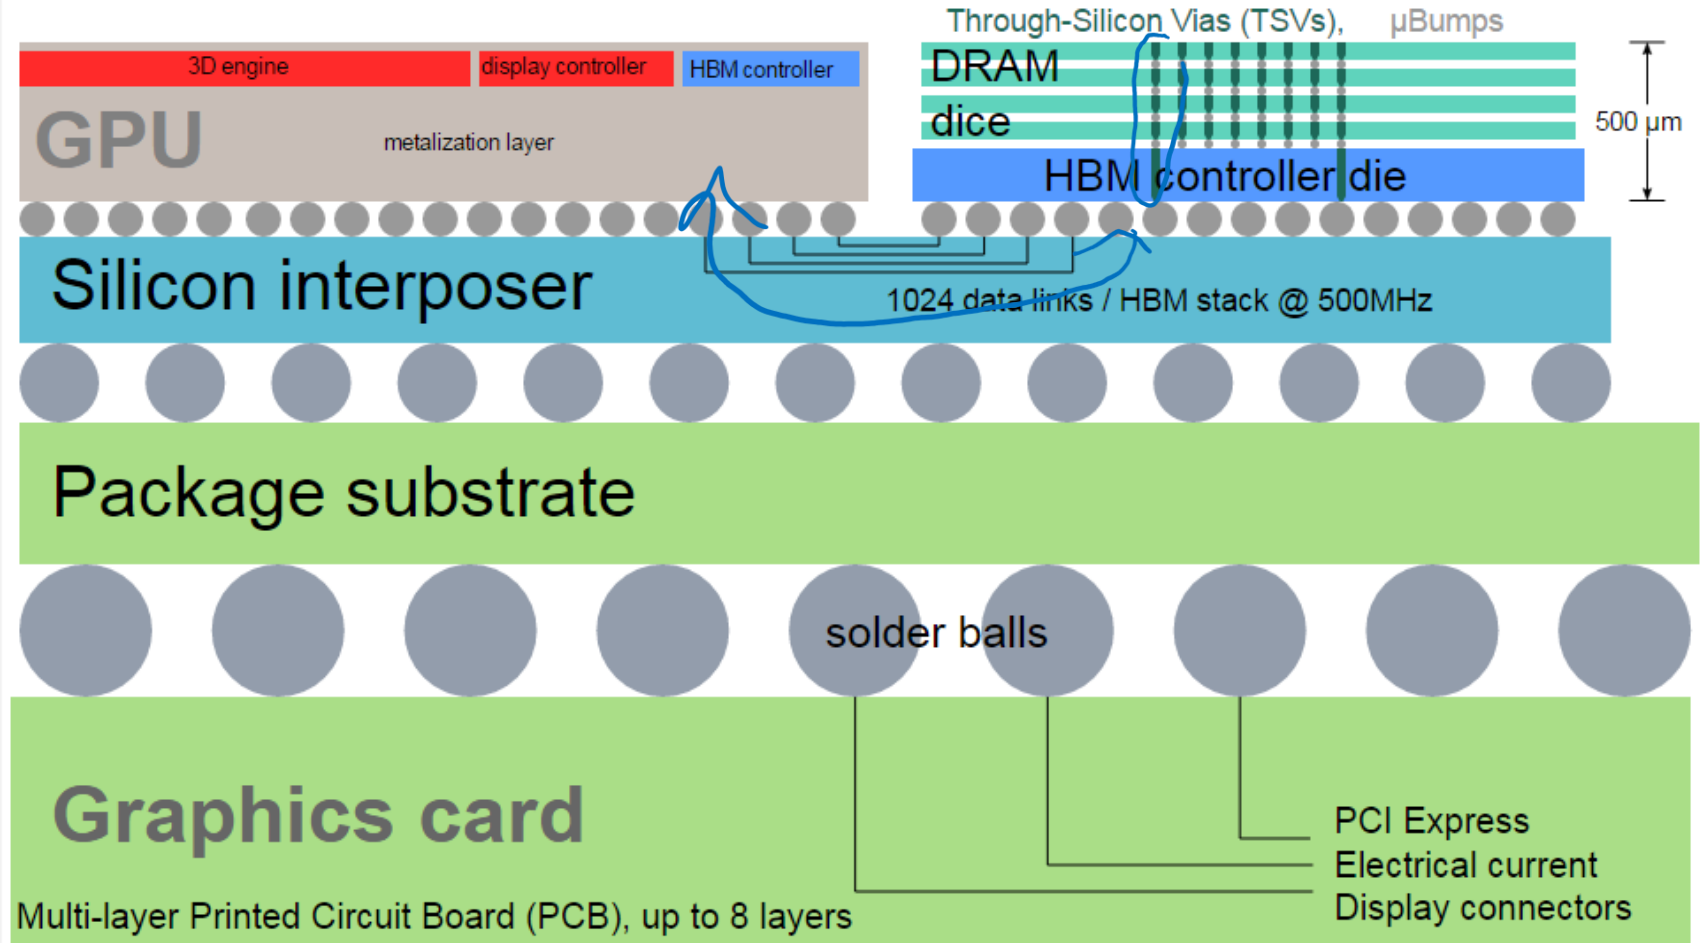 Through-Silicon Vias (TSVs), µBumps
3D engine
display controller
HBM controller
GPU
metalization layer
DRAM
dice
HBM controller die
500 µm
Silicon interposer
1024 data links / HBM stack @ 500MHz
Package substrate
solder balls
Graphics card
PCI Express
Electrical current
Display connectors
Multi-layer Printed Circuit Board (PCB), up to 8 layers